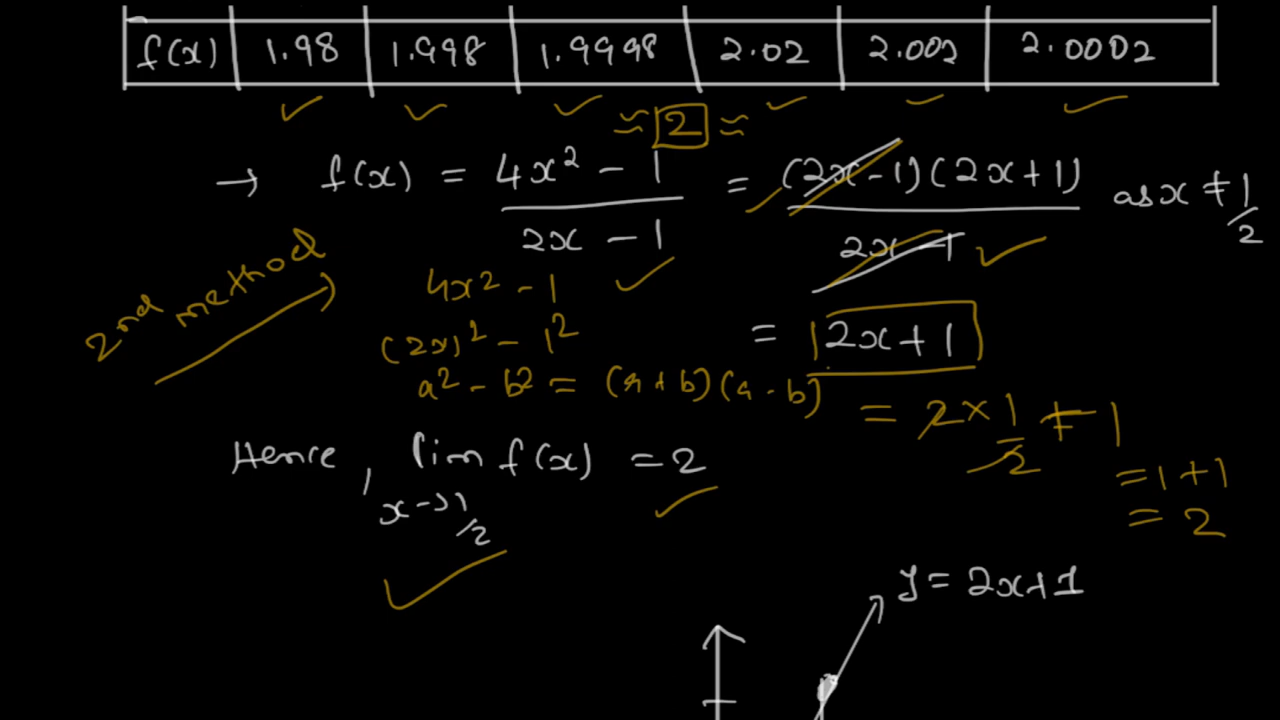 f(x) 1.98 1.998 1.9998 2.02 2.002 2.0002
≈ 2 ≈
→ f(x) = 4x² - 1 / 2x - 1 = (2x-1)(2x+1) / 2x-1 as x ≠ 1/2
2nd method
4x² - 1
(2x)² - 1²
= 2x+1
a² - b² = (a+b)(a-b)
= 2×1/2 + 1
= 1+1
= 2
Hence, lim f(x) = 2
x→1/2
y = 2x+1